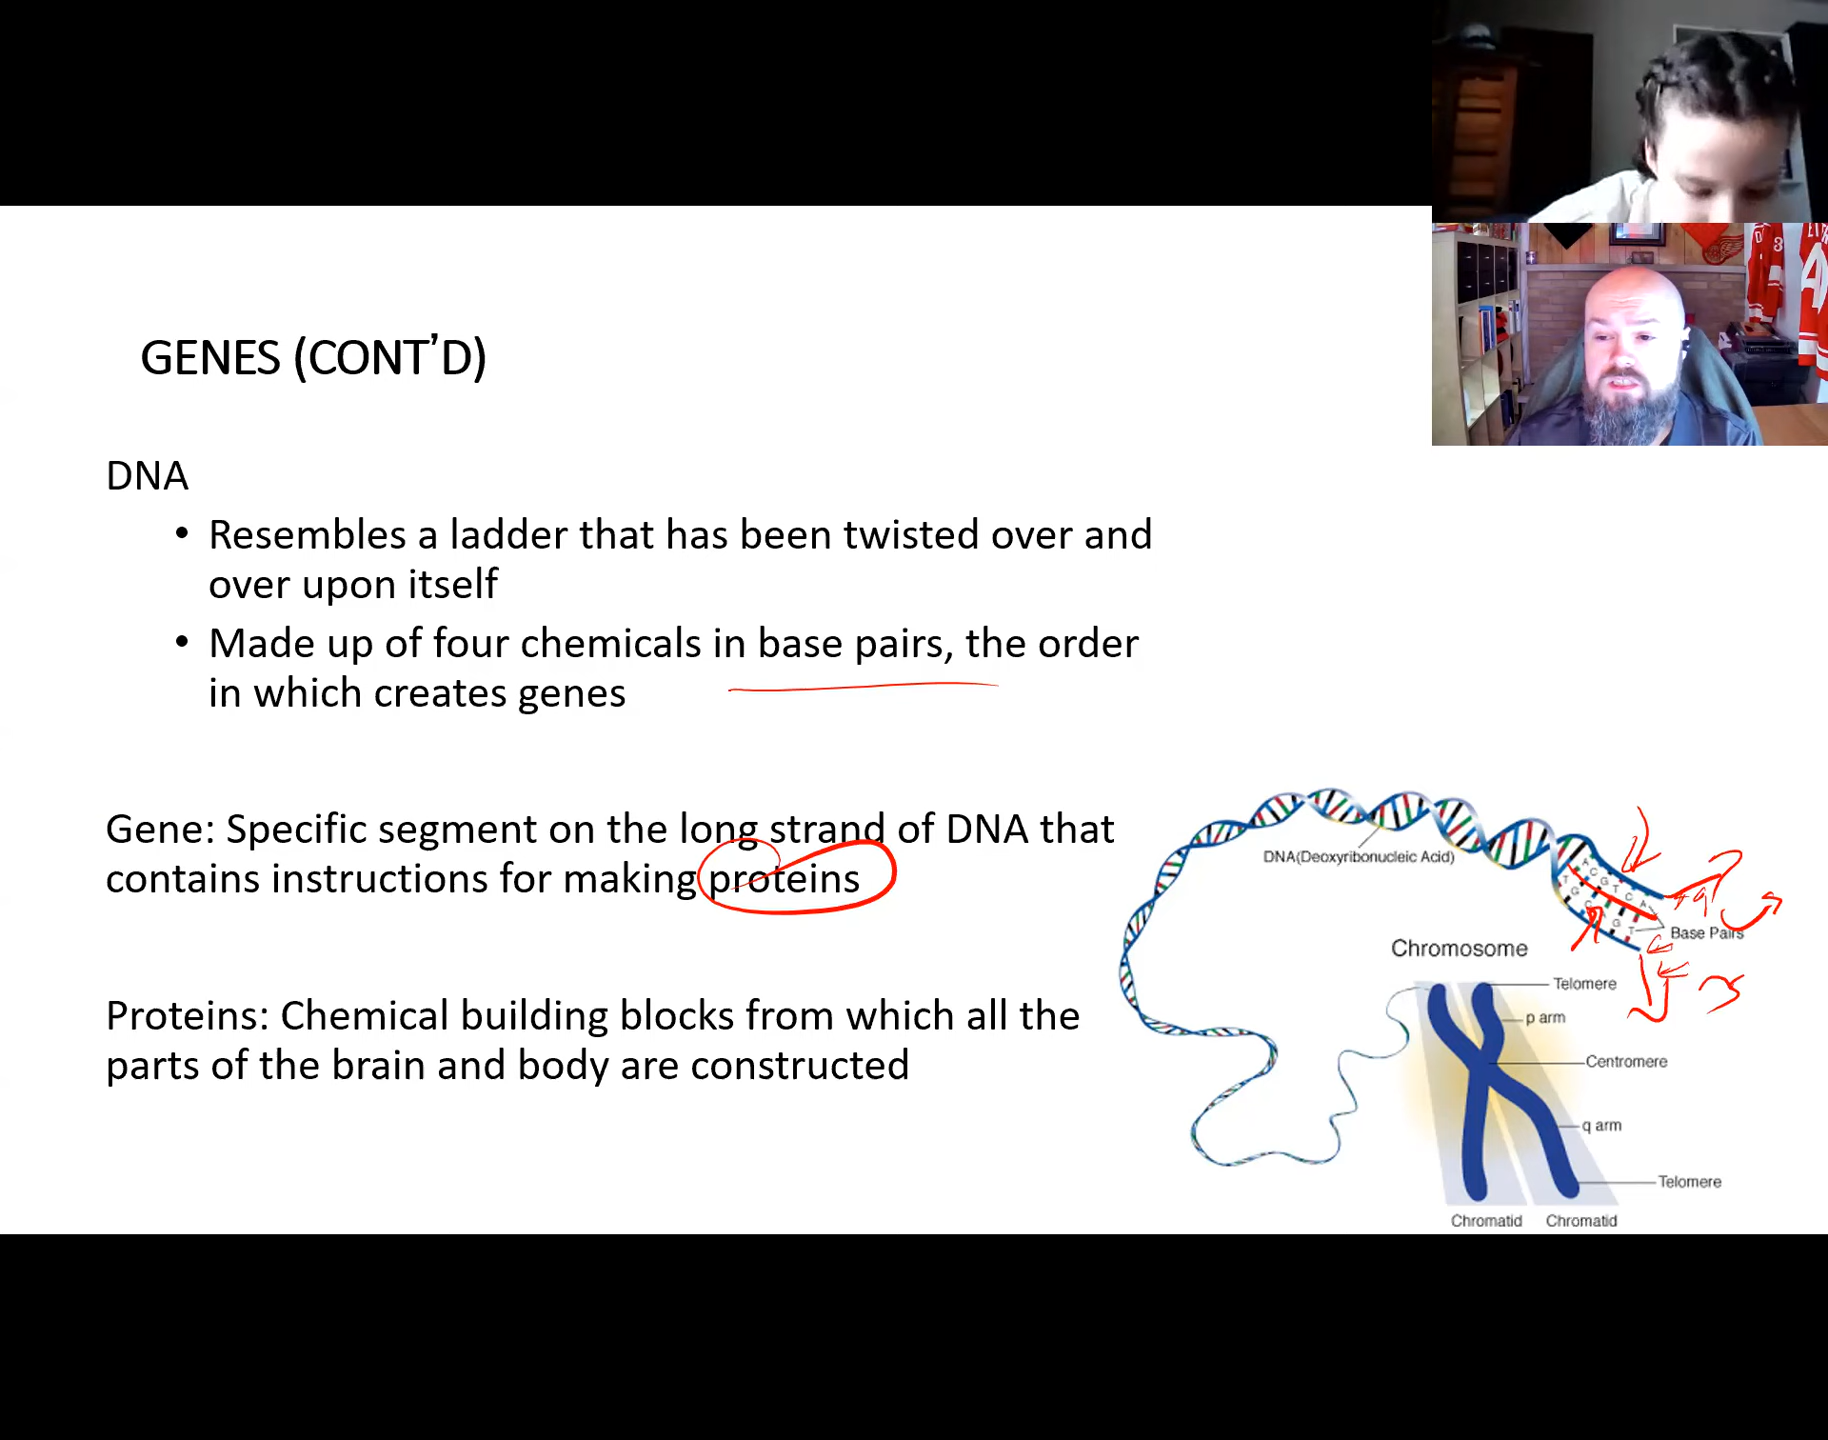 GENES (CONT'D)
DNA
• Resembles a ladder that has been twisted over and
over upon itself
• Made up of four chemicals in base pairs, the order
in which creates genes
Gene: Specific segment on the long strand of DNA that
contains instructions for making proteins
Proteins: Chemical building blocks from which all the
parts of the brain and body are constructed
DNA(Deoxyribonucleic Acid)
Base Pairs
Chromosome
Telomere
p arm
Centromere
q arm
Telomere
Chromatid Chromatid